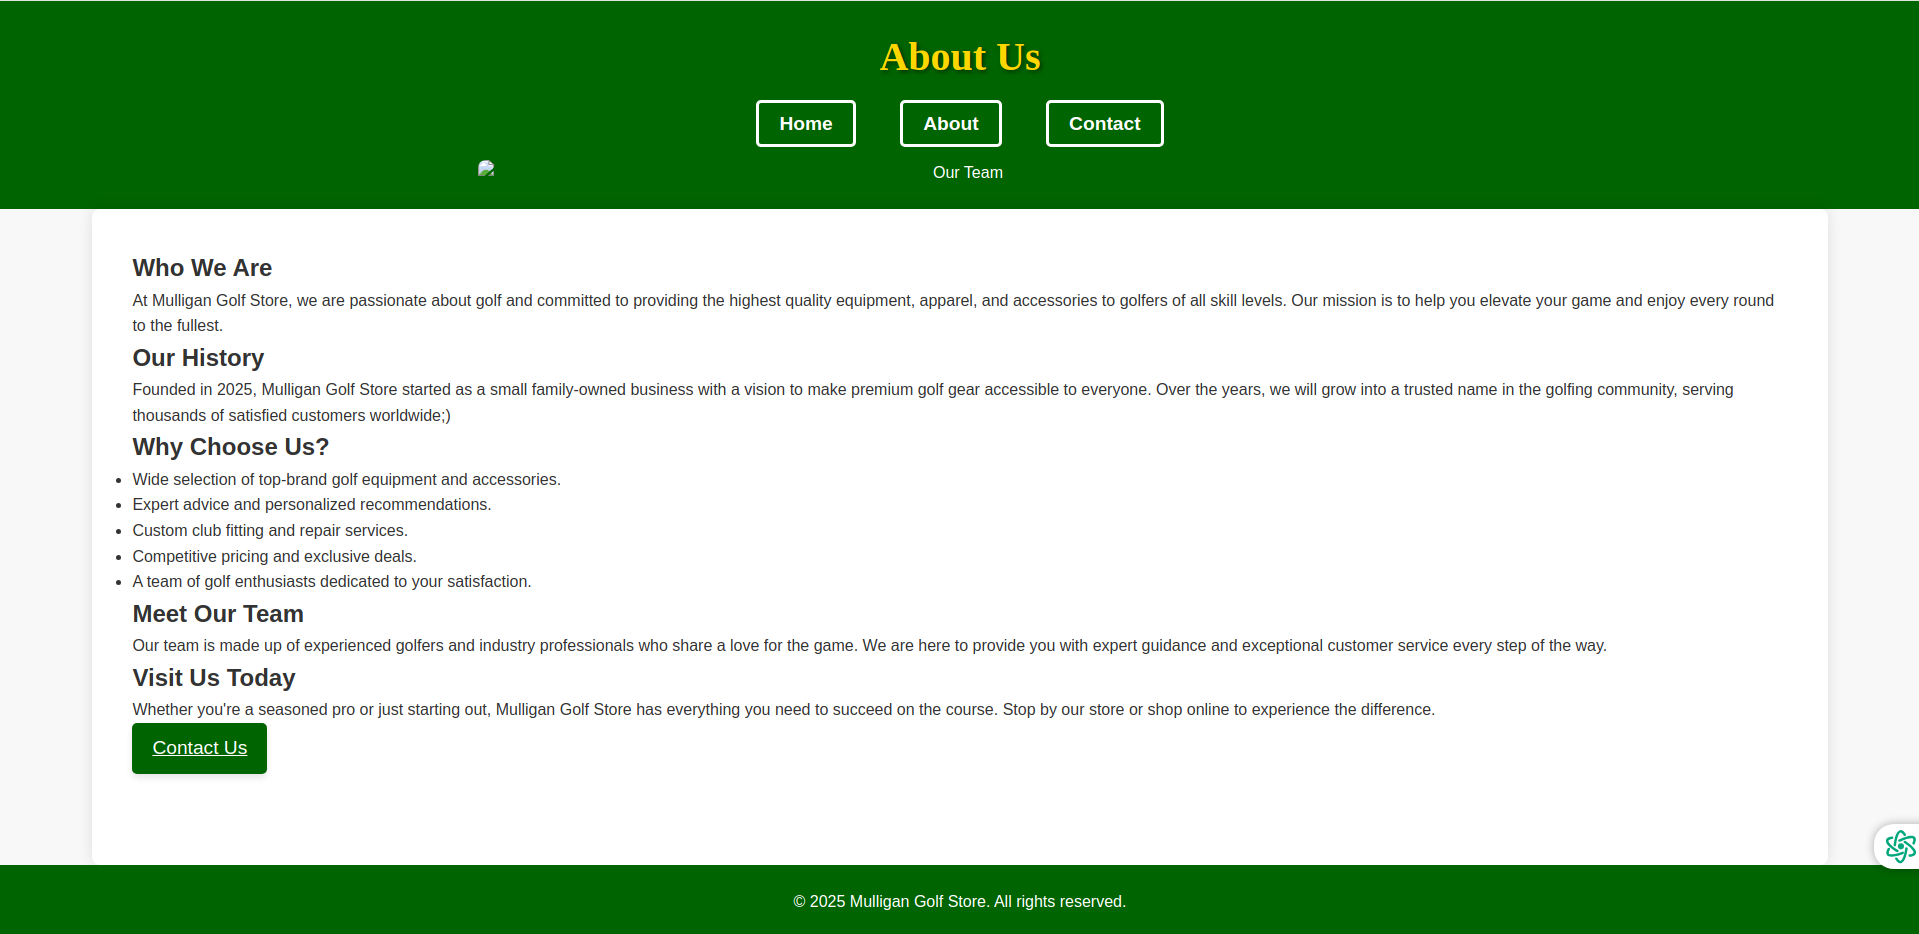 About Us
Home About Contact
Our Team
Who We Are
At Mulligan Golf Store, we are passionate about golf and committed to providing the highest quality equipment, apparel, and accessories to golfers of all skill levels. Our mission is to help you elevate your game and enjoy every round
to the fullest.
Our History
Founded in 2025, Mulligan Golf Store started as a small family-owned business with a vision to make premium golf gear accessible to everyone. Over the years, we will grow into a trusted name in the golfing community, serving
thousands of satisfied customers worldwide;)
Why Choose Us?
• Wide selection of top-brand golf equipment and accessories.
• Expert advice and personalized recommendations.
• Custom club fitting and repair services.
• Competitive pricing and exclusive deals.
• A team of golf enthusiasts dedicated to your satisfaction.
Meet Our Team
Our team is made up of experienced golfers and industry professionals who share a love for the game. We are here to provide you with expert guidance and exceptional customer service every step of the way.
Visit Us Today
Whether you're a seasoned pro or just starting out, Mulligan Golf Store has everything you need to succeed on the course. Stop by our store or shop online to experience the difference.
Contact Us
© 2025 Mulligan Golf Store. All rights reserved.